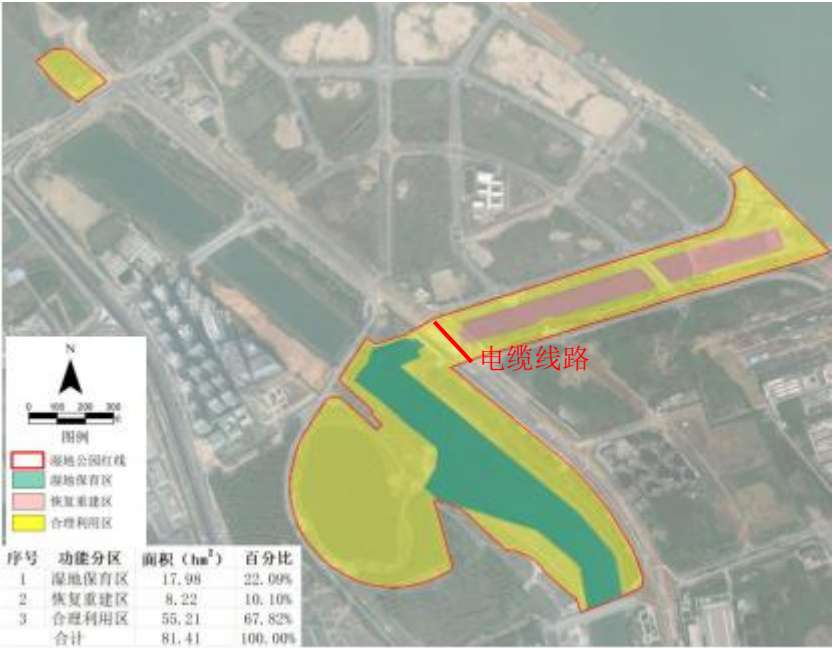 电缆线路
N
0 100 200 300
米
图例
湿地公园红线
湿地保育区
恢复重建区
合理利用区
序号 功能分区 面积（hm²） 百分比
1 湿地保育区 17.98 22.09%
2 恢复重建区 8.22 10.10%
3 合理利用区 55.21 67.82%
合计 81.41 100.00%